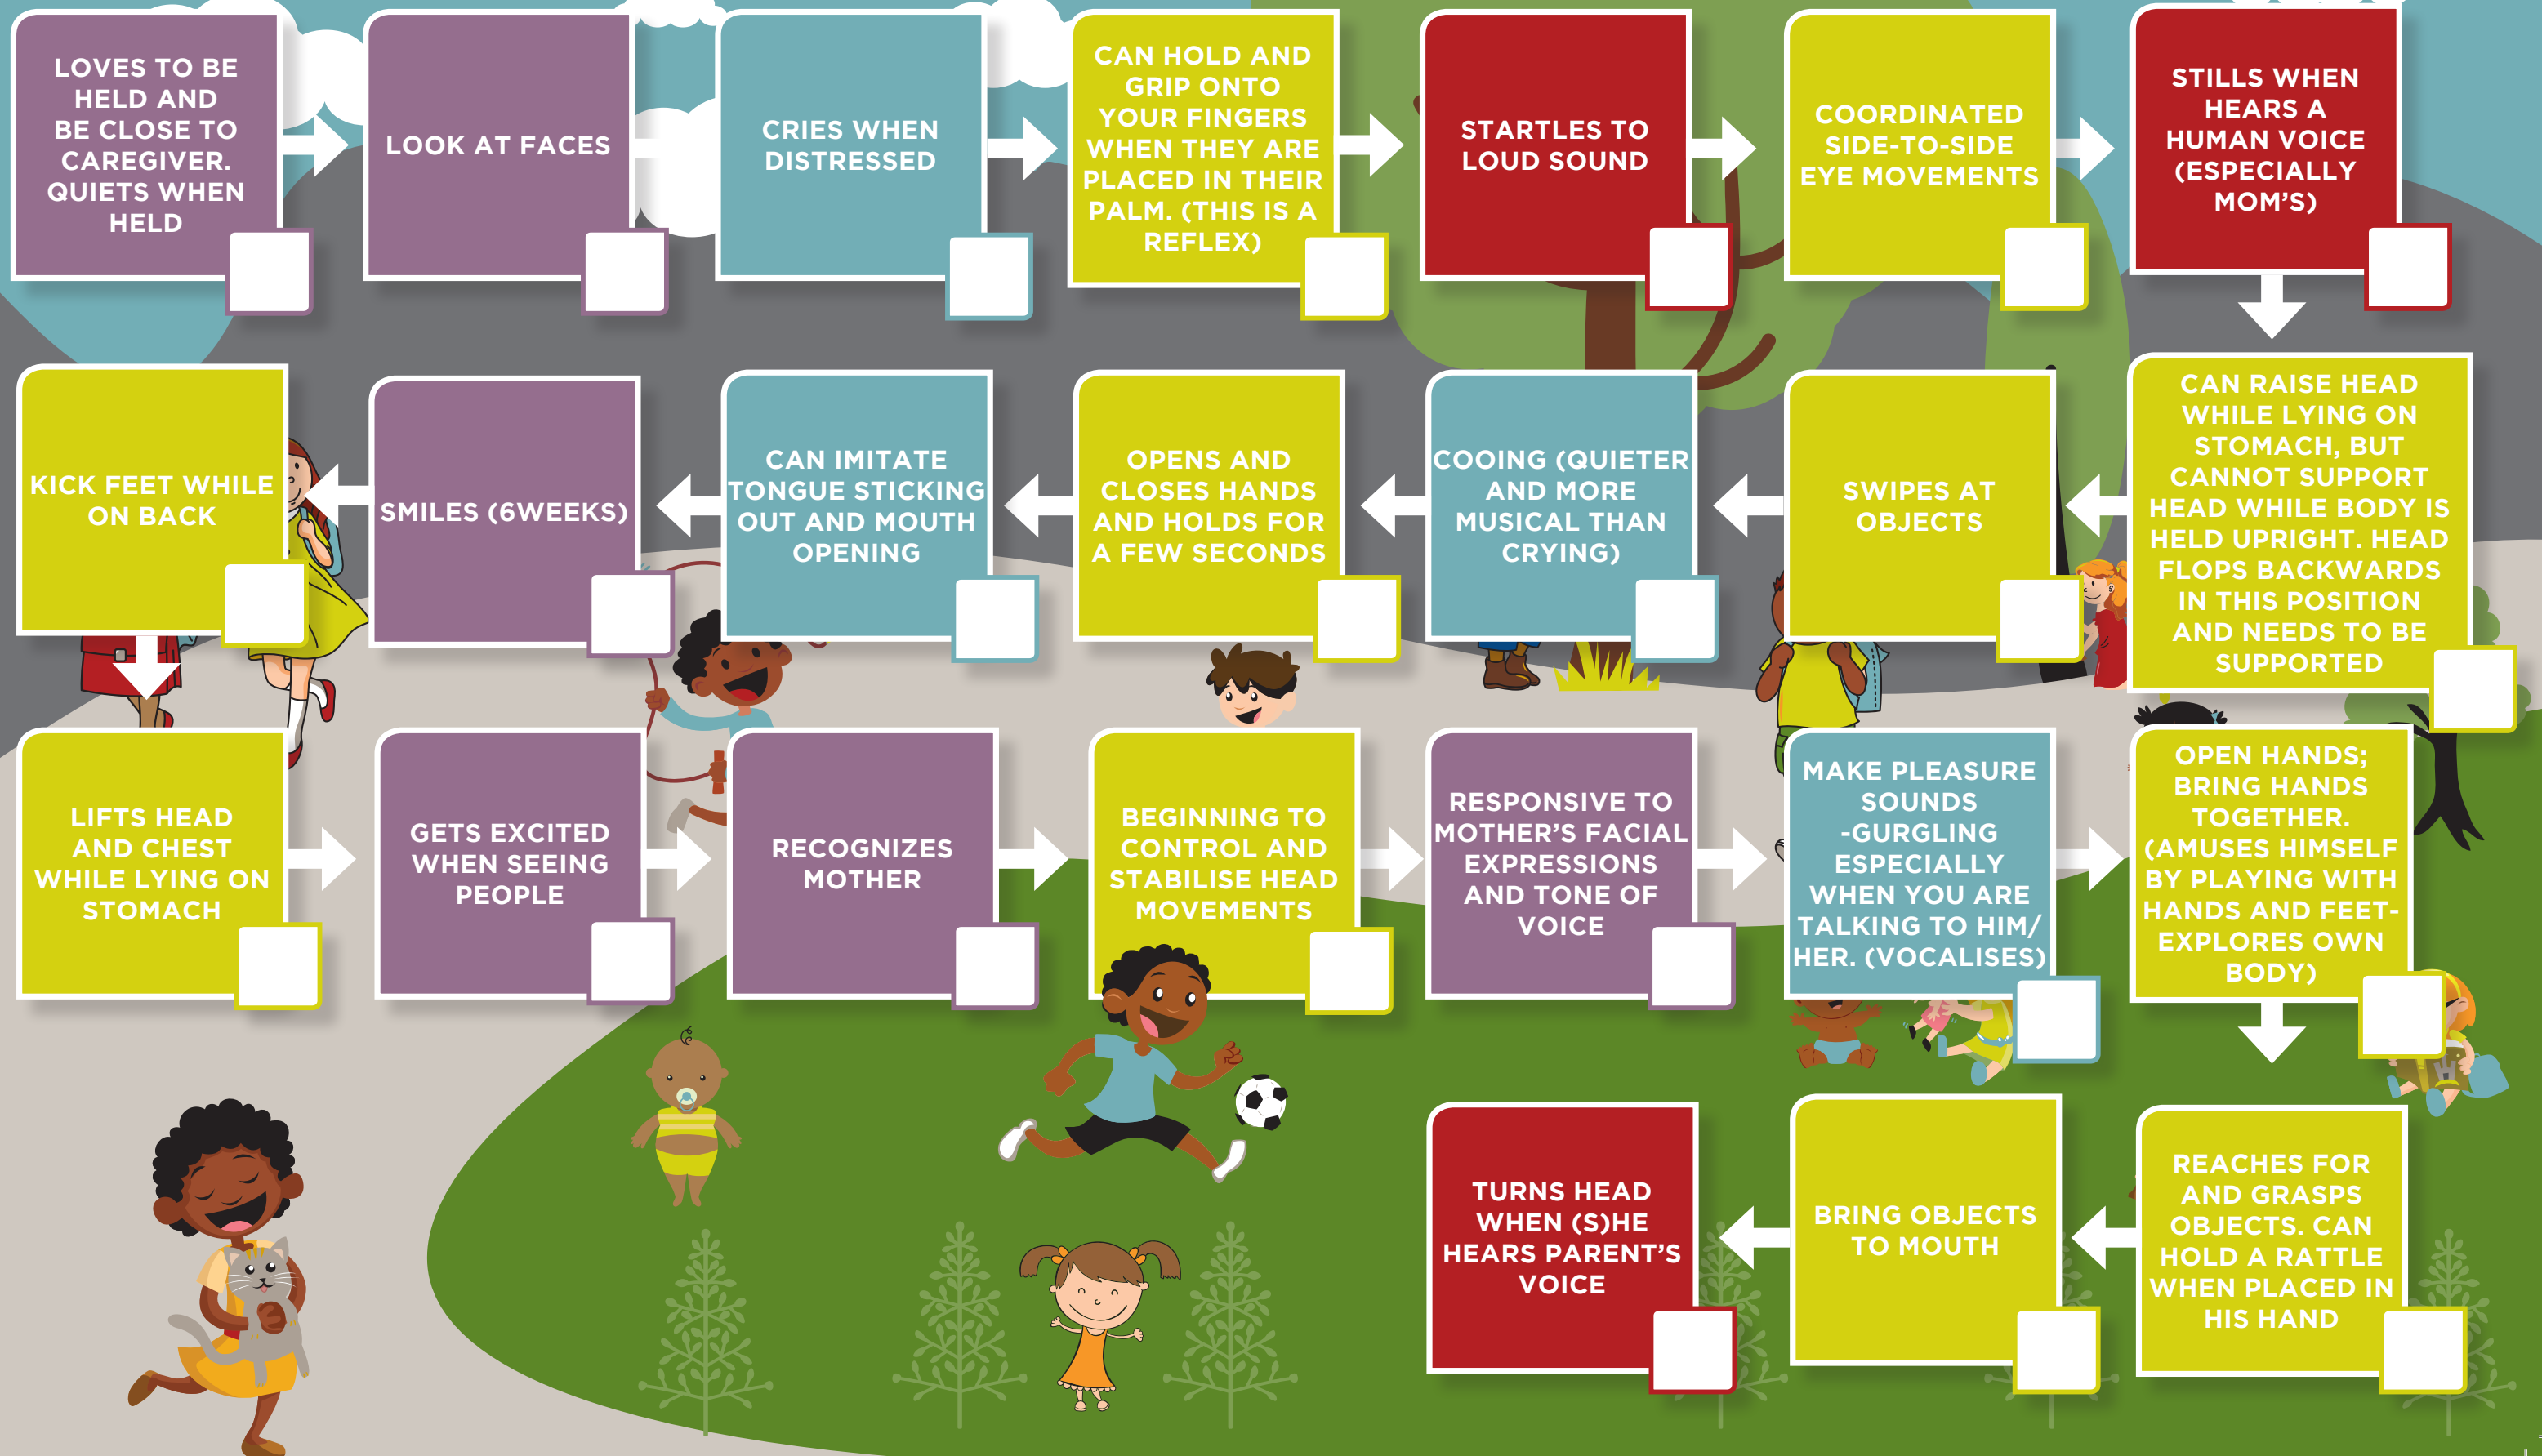 LOVES TO BE
HELD AND
BE CLOSE TO
CAREGIVER.
QUIETS WHEN
HELD
LOOK AT FACES
CRIES WHEN
DISTRESSED
CAN HOLD AND
GRIP ONTO
YOUR FINGERS
WHEN THEY ARE
PLACED IN THEIR
PALM. (THIS IS A
REFLEX)
STARTLES TO
LOUD SOUND
COORDINATED
SIDE-TO-SIDE
EYE MOVEMENTS
STILLS WHEN
HEARS A
HUMAN VOICE
(ESPECIALLY
MOM'S)
CAN RAISE HEAD
WHILE LYING ON
STOMACH, BUT
CANNOT SUPPORT
HEAD WHILE BODY IS
HELD UPRIGHT. HEAD
FLOPS BACKWARDS
IN THIS POSITION
AND NEEDS TO BE
SUPPORTED
SWIPES AT
OBJECTS
COOING (QUIETER
AND MORE
MUSICAL THAN
CRYING)
OPENS AND
CLOSES HANDS
AND HOLDS FOR
A FEW SECONDS
CAN IMITATE
TONGUE STICKING
OUT AND MOUTH
OPENING
SMILES (6WEEKS)
KICK FEET WHILE
ON BACK
LIFTS HEAD
AND CHEST
WHILE LYING ON
STOMACH
GETS EXCITED
WHEN SEEING
PEOPLE
RECOGNIZES
MOTHER
BEGINNING TO
CONTROL AND
STABILISE HEAD
MOVEMENTS
RESPONSIVE TO
MOTHER'S FACIAL
EXPRESSIONS
AND TONE OF
VOICE
MAKE PLEASURE
SOUNDS
-GURGLING
ESPECIALLY
WHEN YOU ARE
TALKING TO HIM/
HER. (VOCALISES)
OPEN HANDS;
BRING HANDS
TOGETHER.
(AMUSES HIMSELF
BY PLAYING WITH
HANDS AND FEET-
EXPLORES OWN
BODY)
REACHES FOR
AND GRASPS
OBJECTS. CAN
HOLD A RATTLE
WHEN PLACED IN
HIS HAND
BRING OBJECTS
TO MOUTH
TURNS HEAD
WHEN (S)HE
HEARS PARENT'S
VOICE